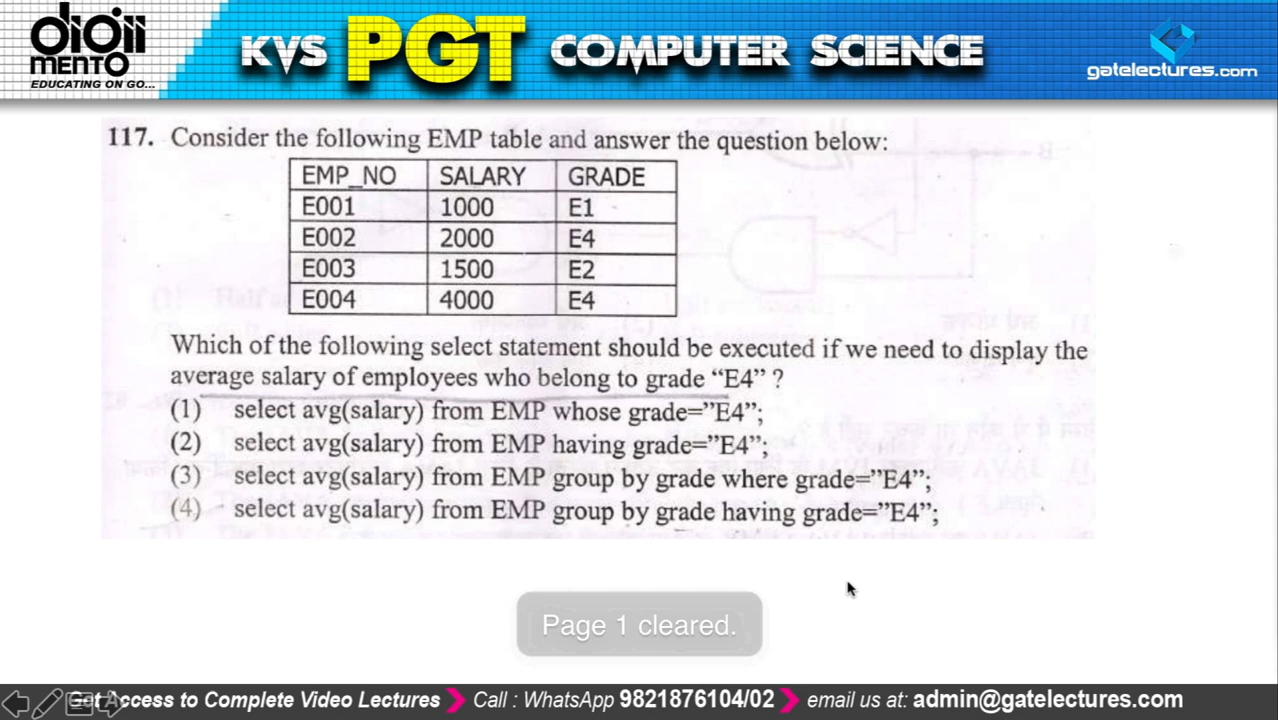 digii
MENTO
EDUCATING ON GO...
KVS PGT COMPUTER SCIENCE
gatelectures.com
117. Consider the following EMP table and answer the question below:
EMP_NO SALARY GRADE
E001 1000 E1
E002 2000 E4
E003 1500 E2
E004 4000 E4
Which of the following select statement should be executed if we need to display the
average salary of employees who belong to grade “E4” ?
(1) select avg(salary) from EMP whose grade=”E4”;
(2) select avg(salary) from EMP having grade=”E4”;
(3) select avg(salary) from EMP group by grade where grade=”E4”;
(4) select avg(salary) from EMP group by grade having grade=”E4”;
Page 1 cleared.
Get Access to Complete Video Lectures Call : WhatsApp 9821876104/02 email us at: admin@gatelectures.com